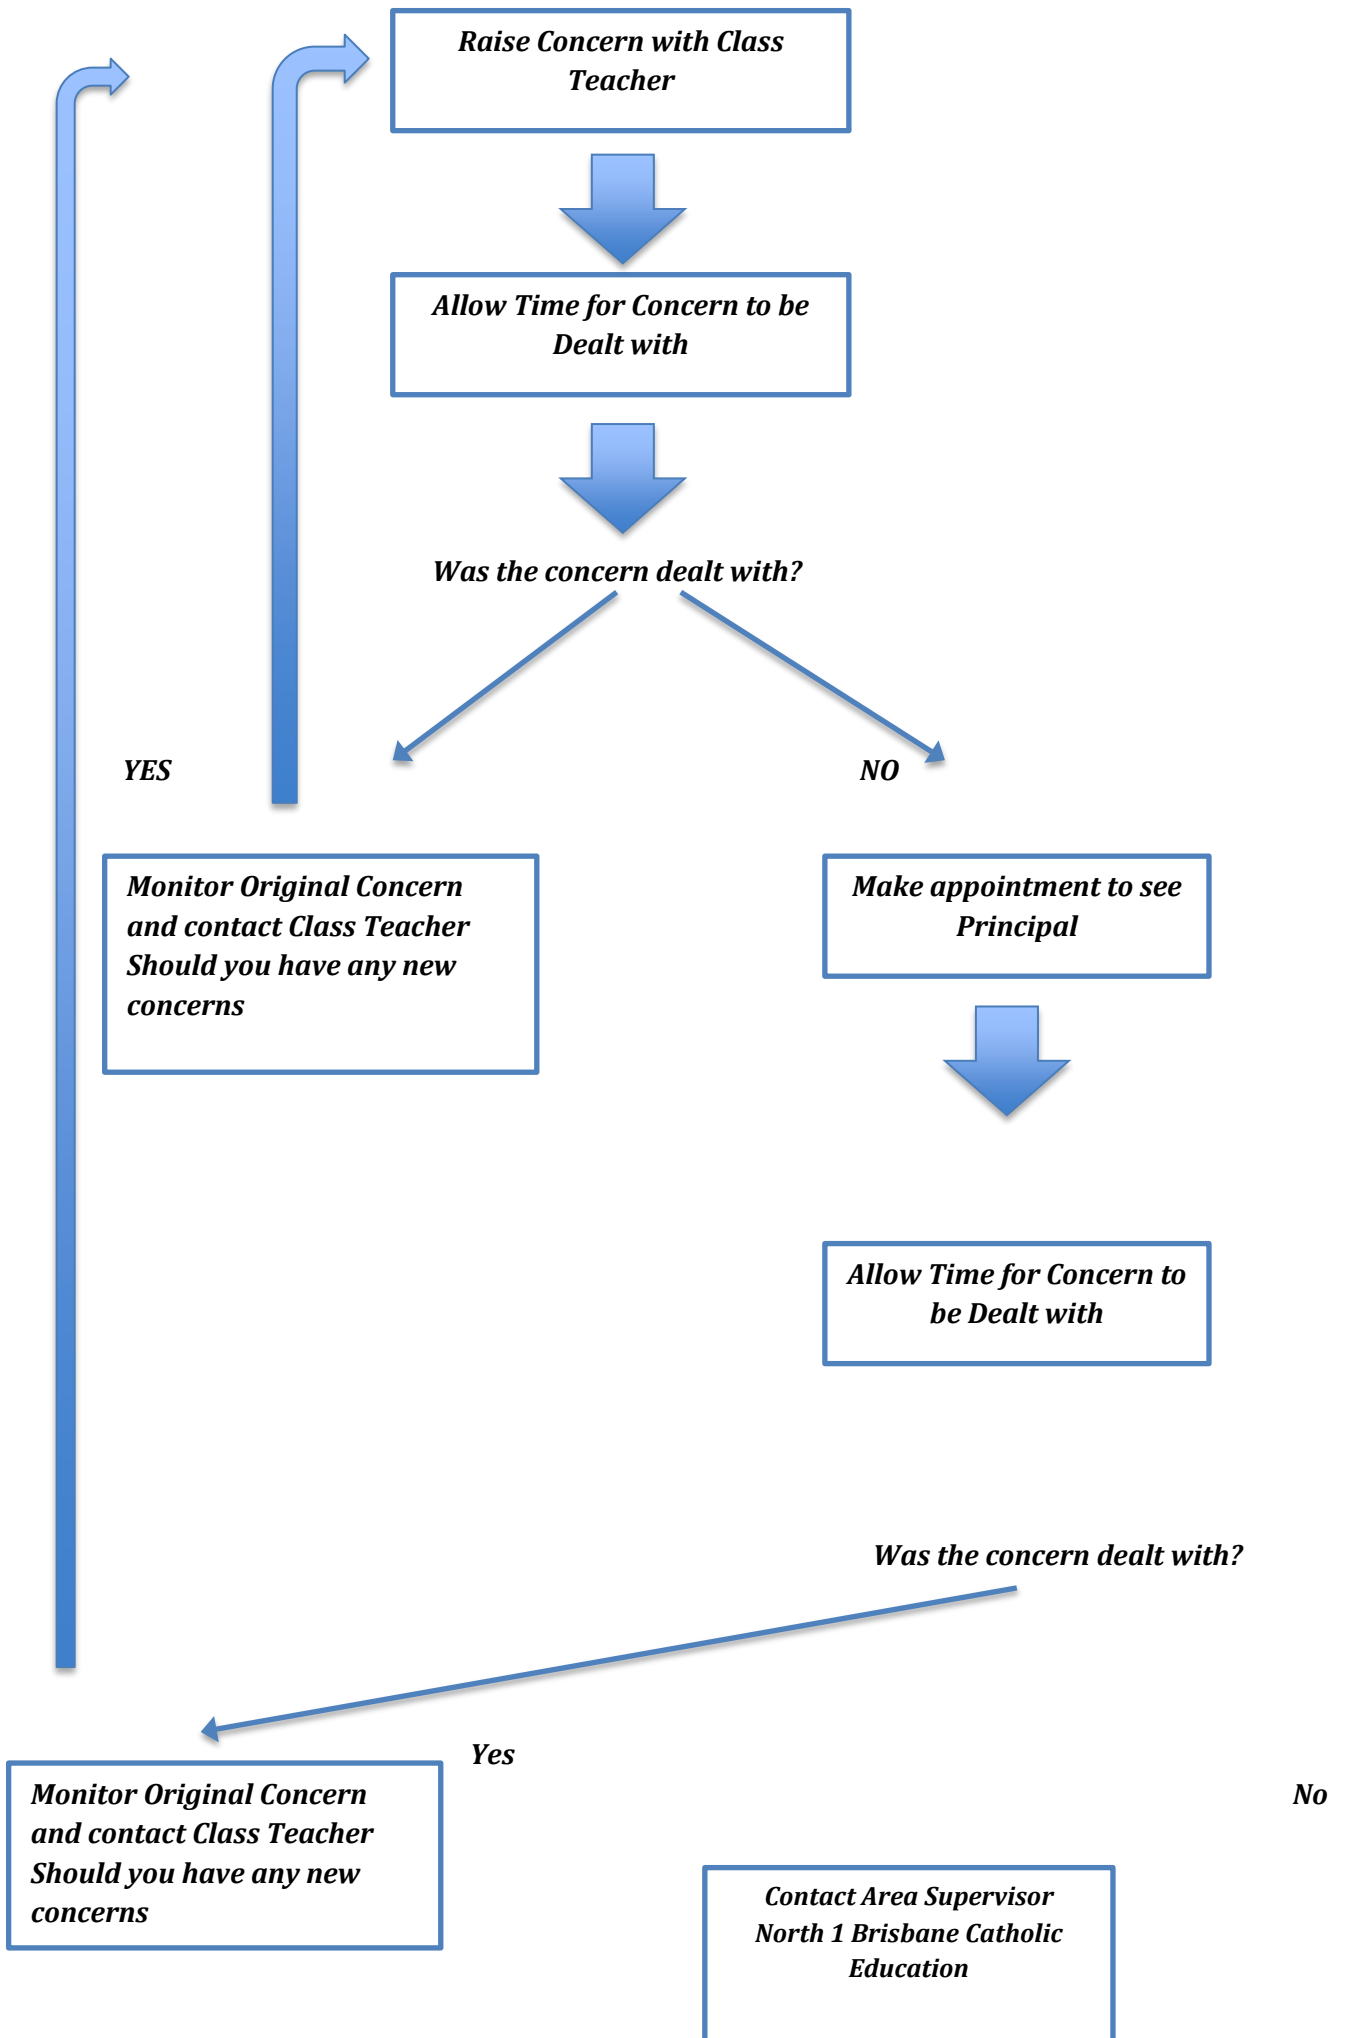 Raise Concern with Class
Teacher
Allow Time for Concern to be
Dealt with
Was the concern dealt with?
YES
NO
Monitor Original Concern
and contact Class Teacher
Should you have any new
concerns
Make appointment to see
Principal
Allow Time for Concern to
be Dealt with
Was the concern dealt with?
Yes
No
Monitor Original Concern
and contact Class Teacher
Should you have any new
concerns
Contact Area Supervisor
North 1 Brisbane Catholic
Education